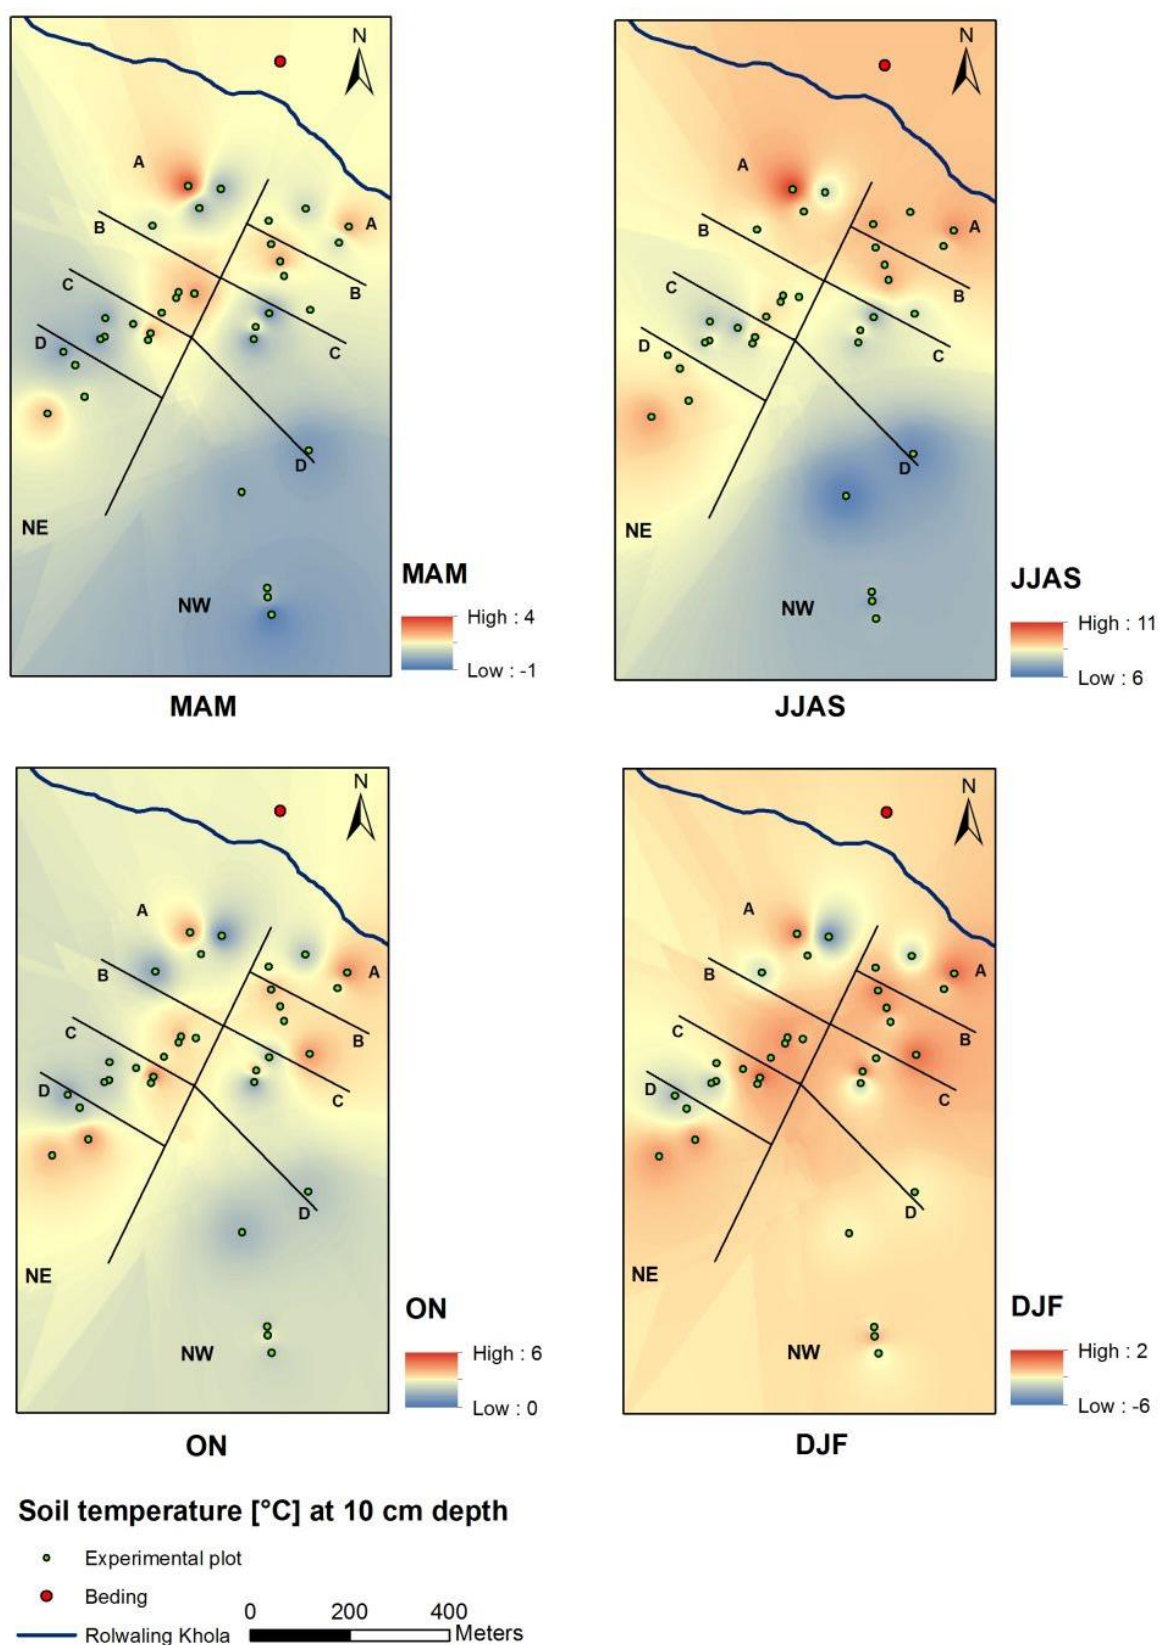 N
A
A
B
B
C
C
D
D
NE
NW
MAM
High : 4
Low : -1
MAM
N
A
A
B
B
C
C
D
D
NE
NW
JJAS
High : 11
Low : 6
JJAS
N
A
A
B
B
C
C
D
D
NE
NW
ON
High : 6
Low : 0
ON
N
A
A
B
B
C
C
D
D
NE
NW
DJF
High : 2
Low : -6
DJF
Soil temperature [°C] at 10 cm depth
Experimental plot
Beding
0 200 400
Rolwaling Khola
Meters